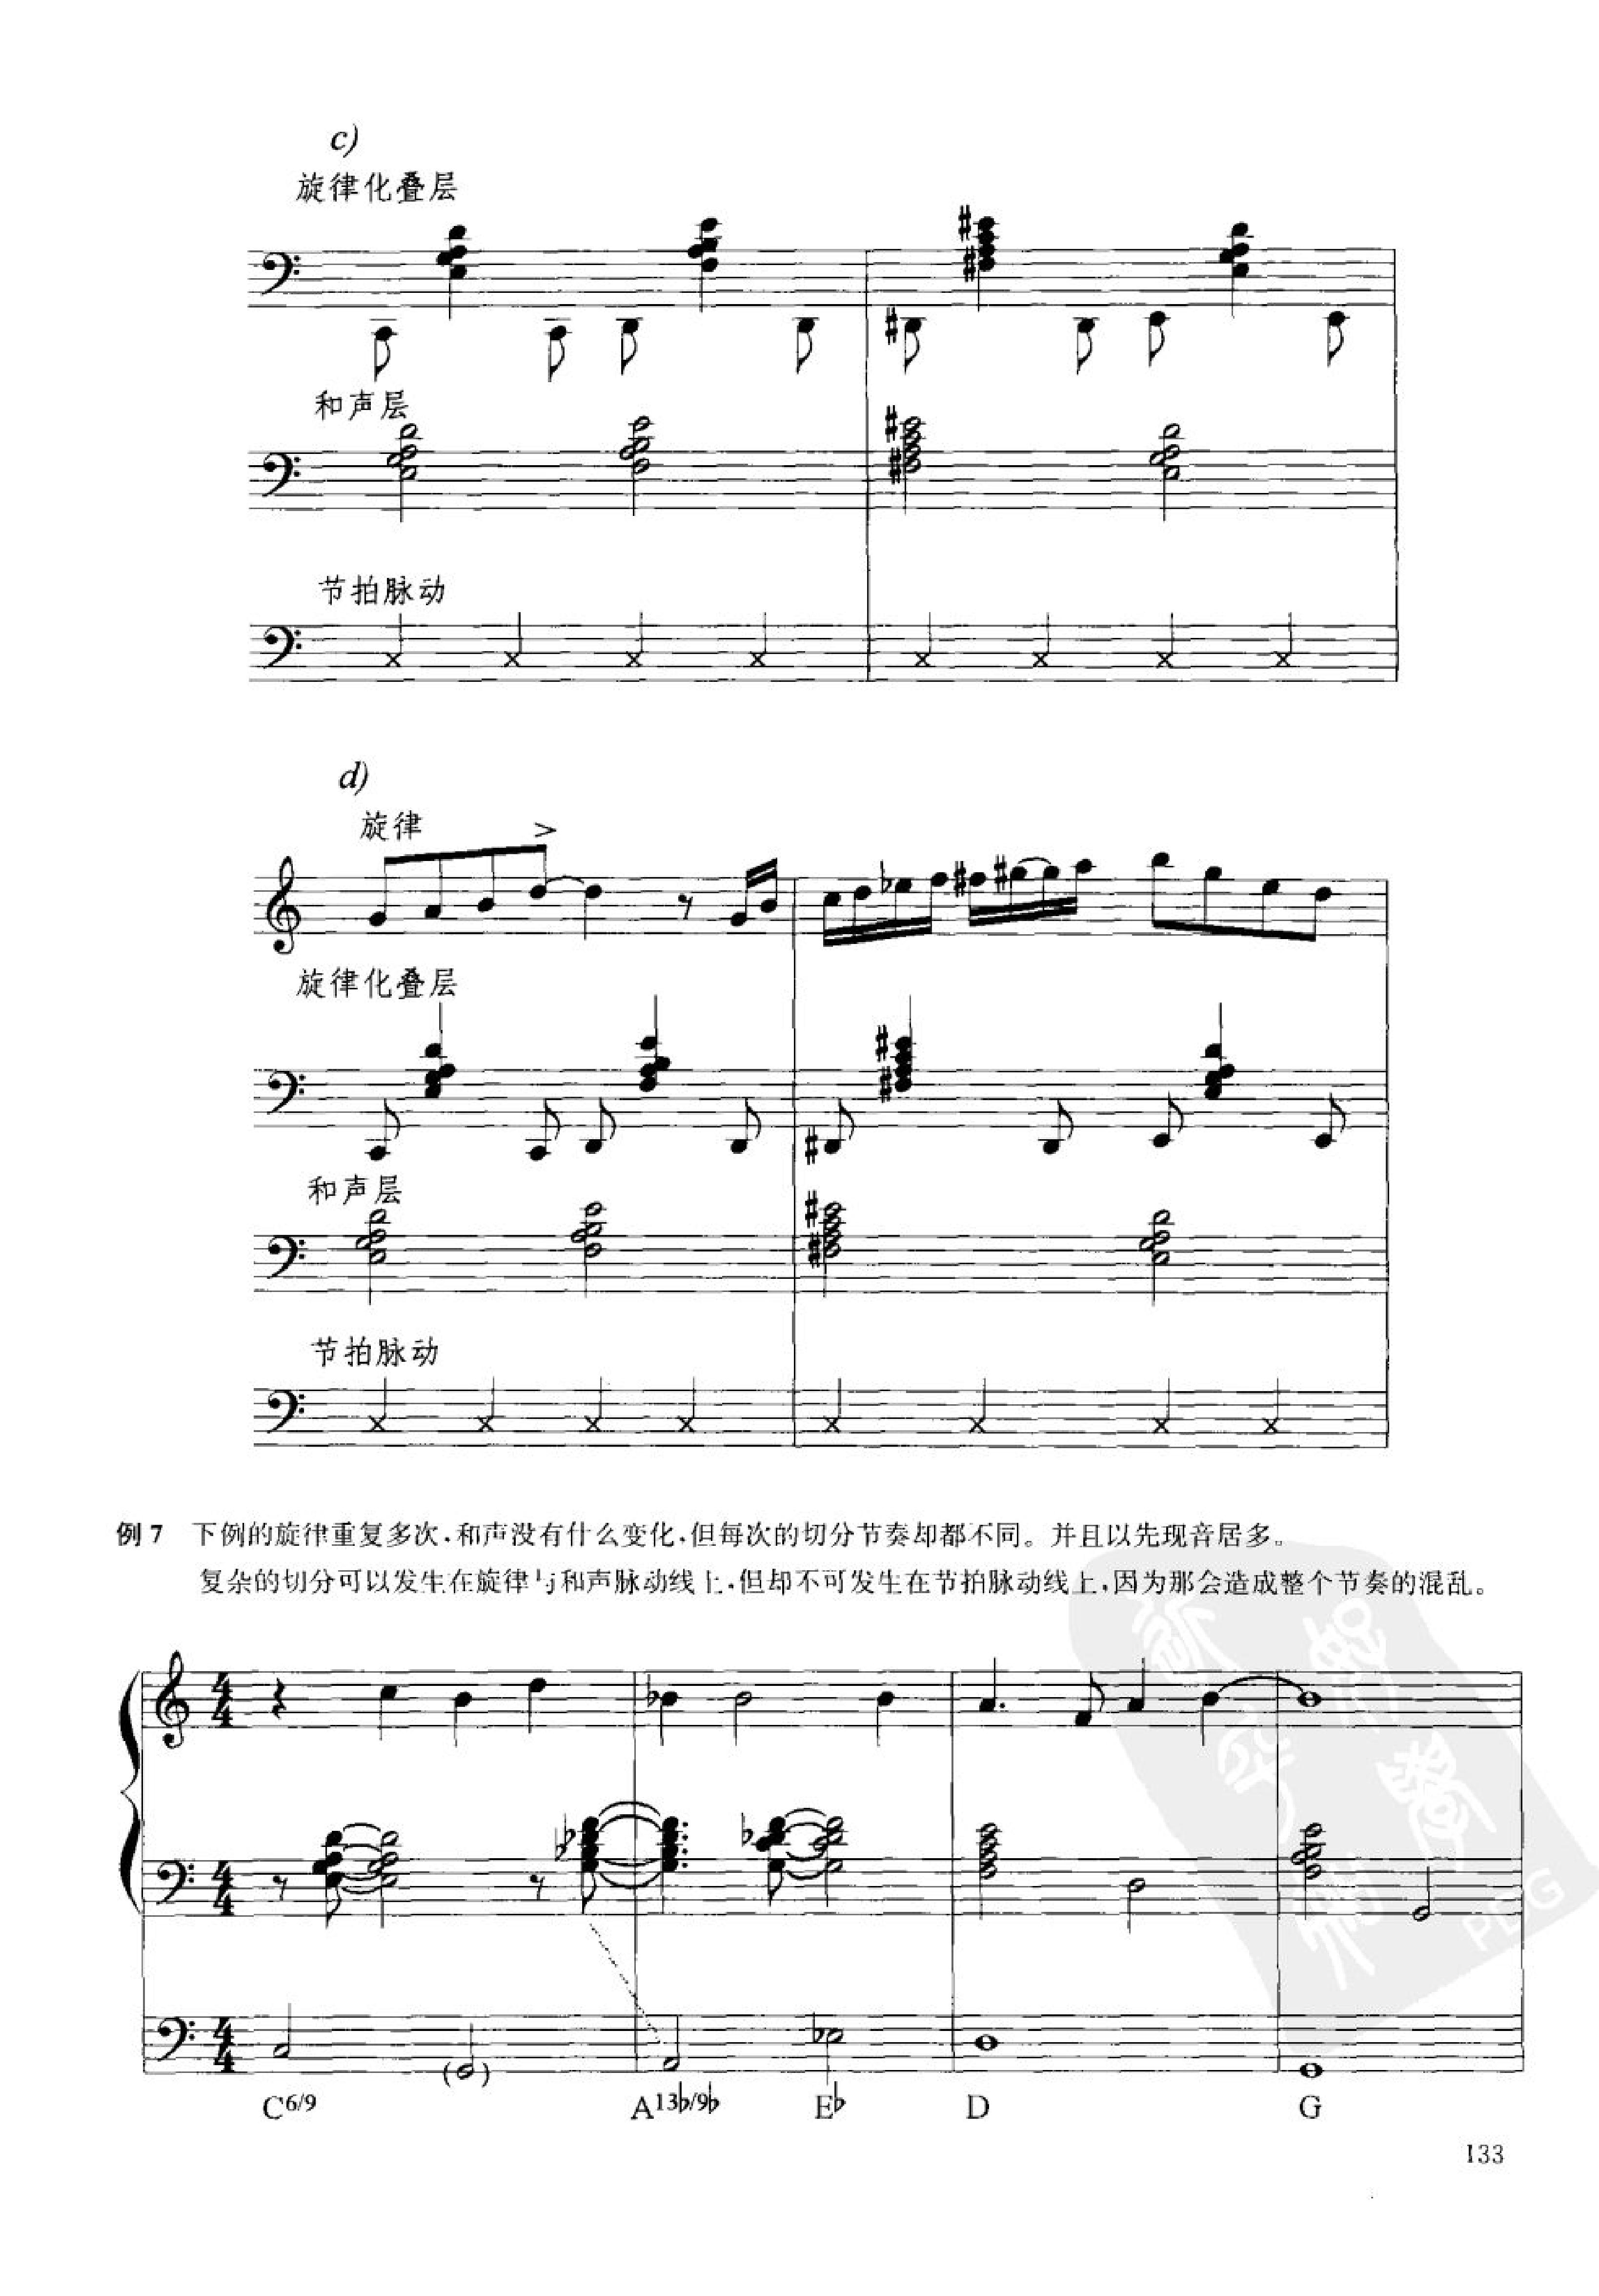 c)
旋律化叠层
和声层
节拍脉动
d)
旋律
旋律化叠层
和声层
节拍脉动
例 7 下例的旋律重复多次，和声没有什么变化，但每次的切分节奏却都不同。并且以先现音居多。
复杂的切分可以发生在旋律与和声脉动线上，但却不可发生在节拍脉动线上，因为那会造成整个节奏的混乱。
C6/9 A13♭/9♭ E♭ D G
PDG
133